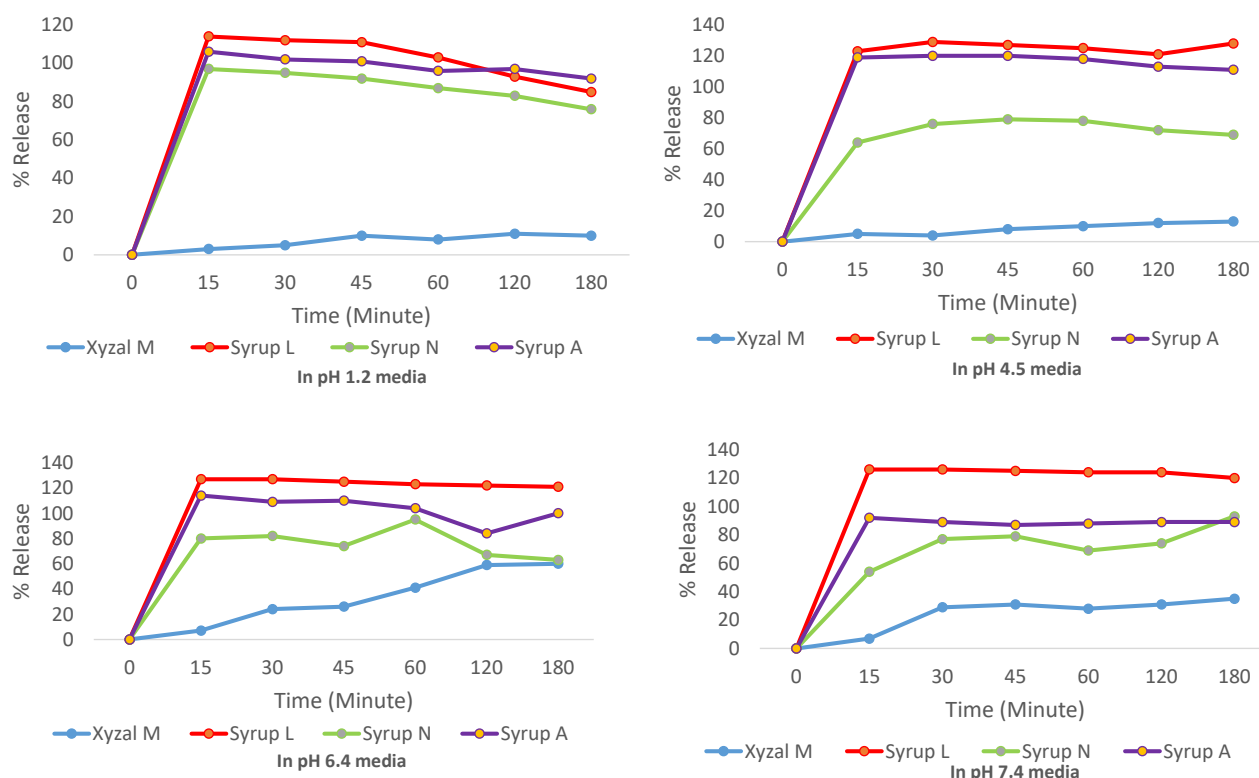 120
100
80
60
40
20
0
% Release
0 15 30 45 60 120 180
Time (Minute)
Xyzal M Syrup L Syrup N Syrup A
In pH 1.2 media
140
120
100
80
60
40
20
0
% Release
0 15 30 45 60 120 180
Time (Minute)
Xyzal M Syrup L Syrup N Syrup A
In pH 4.5 media
140
120
100
80
60
40
20
0
% Release
0 15 30 45 60 120 180
Time (Minute)
Xyzal M Syrup L Syrup N Syrup A
In pH 6.4 media
140
120
100
80
60
40
20
0
% Release
0 15 30 45 60 120 180
Time (Minute)
Xyzal M Syrup L Syrup N Syrup A
In pH 7.4 media